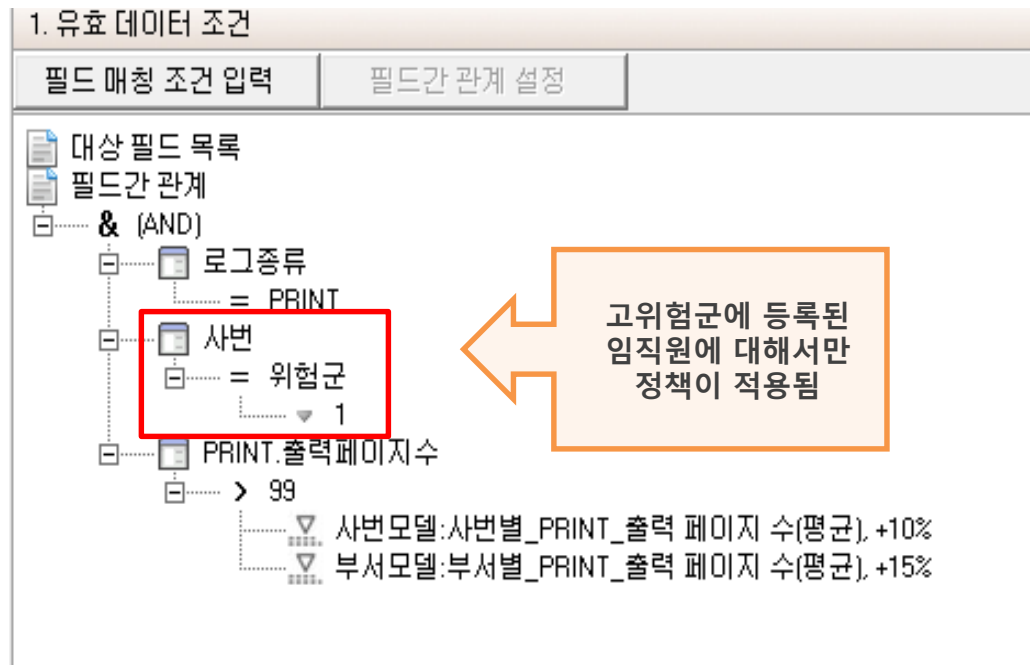 1. 유효 데이터 조건
필드 매칭 조건 입력 필드간 관계 설정
대상 필드 목록
필드간 관계
& (AND)
로그종류
= PRINT
사번
= 위험군
1
PRINT.출력페이지수
> 99
사번모델:사번별_PRINT_출력 페이지 수(평균), +10%
부서모델:부서별_PRINT_출력 페이지 수(평균), +15%
고위험군에 등록된
임직원에 대해서만
정책이 적용됨